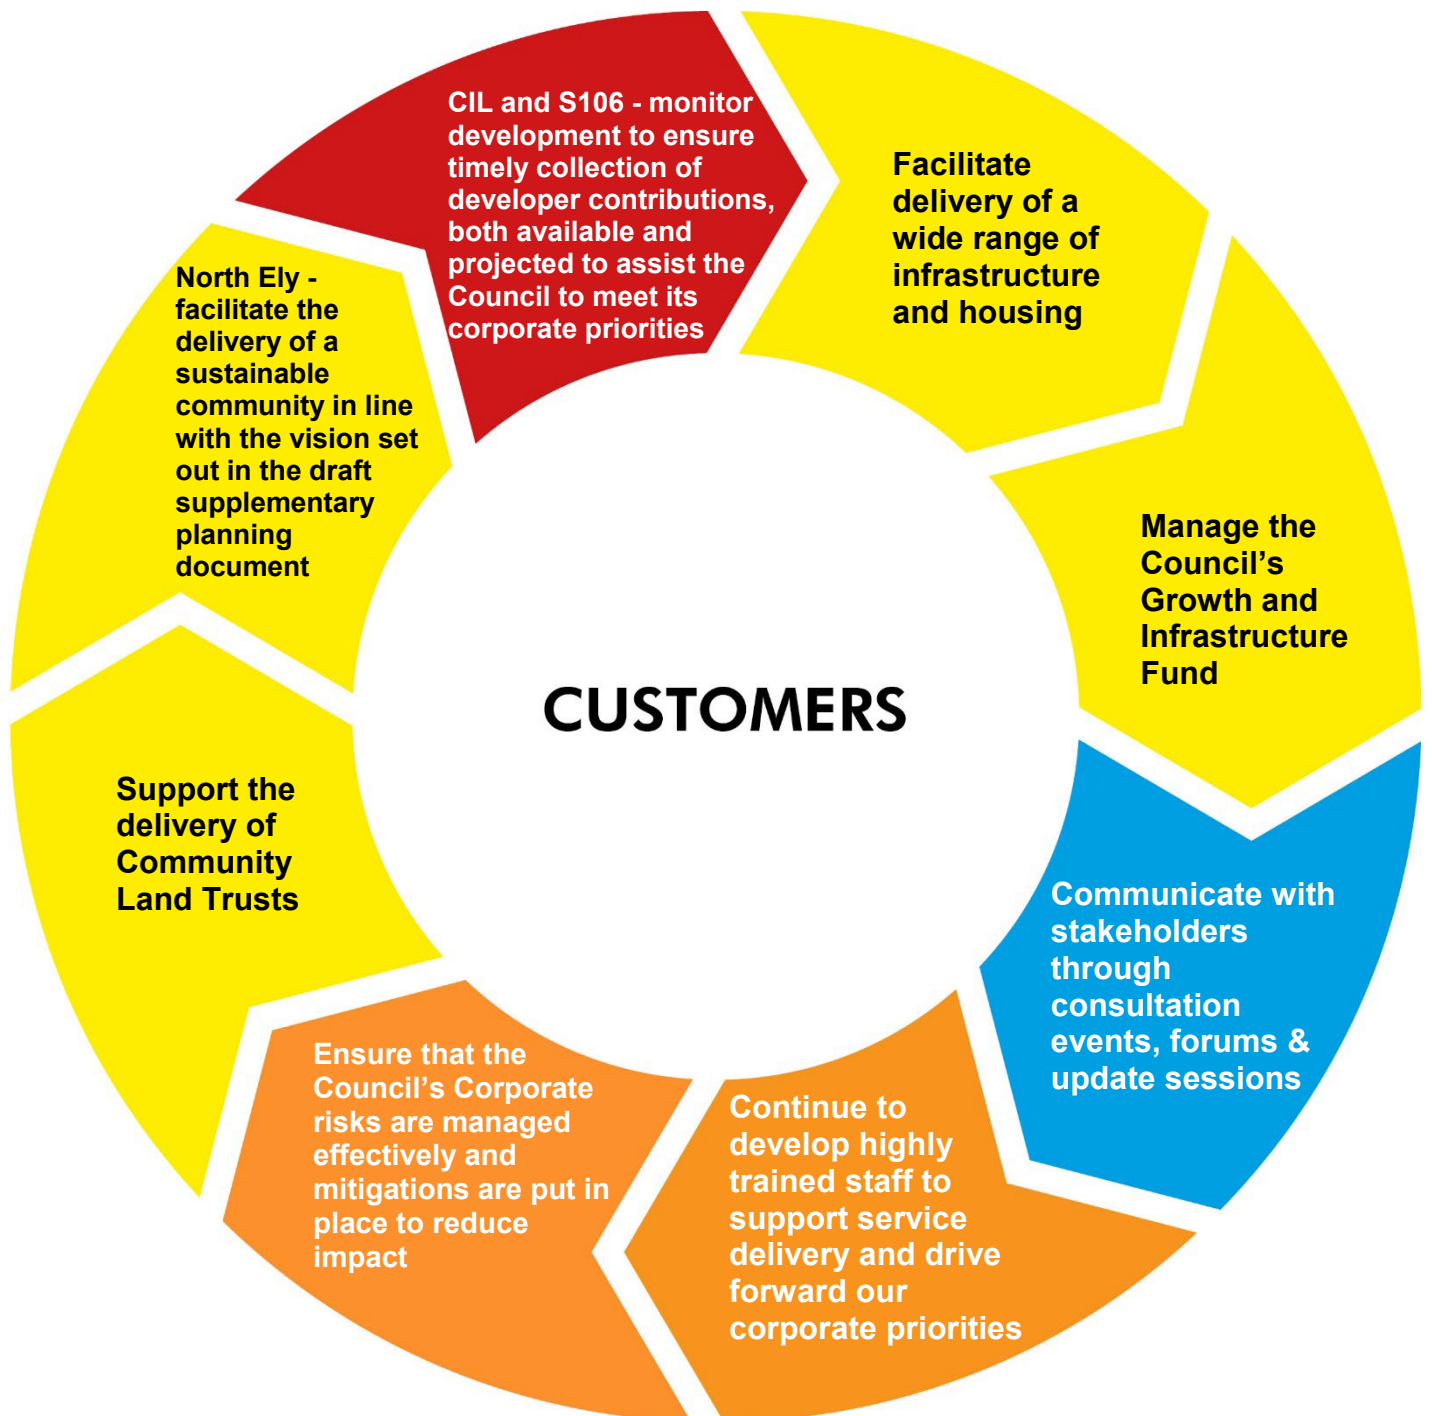 CIL and S106 - monitor
development to ensure
timely collection of
developer contributions,
both available and
projected to assist the
Council to meet its
corporate priorities
Facilitate
delivery of a
wide range of
infrastructure
and housing
Manage the
Council’s
Growth and
Infrastructure
Fund
Communicate with
stakeholders
through
consultation
events, forums &
update sessions
Continue to
develop highly
trained staff to
support service
delivery and drive
forward our
corporate priorities
Ensure that the
Council’s Corporate
risks are managed
effectively and
mitigations are put in
place to reduce
impact
Support the
delivery of
Community
Land Trusts
North Ely -
facilitate the
delivery of a
sustainable
community in line
with the vision set
out in the draft
supplementary
planning
document
CUSTOMERS